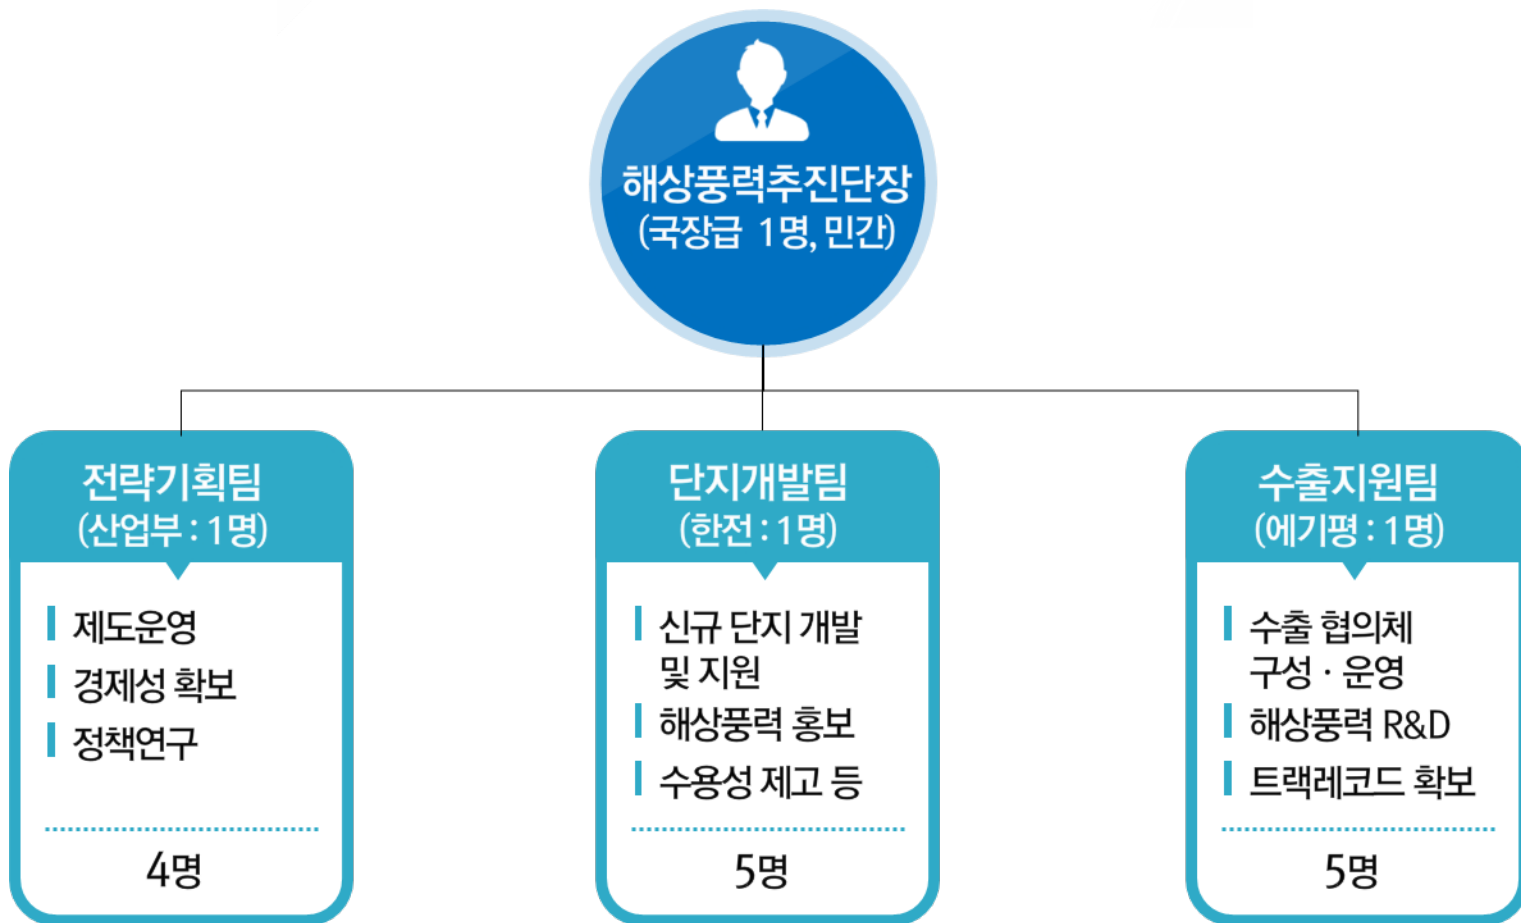 해상풍력추진단장
(국장급 1명, 민간)
전략기획팀
(산업부 : 1명)
제도운영
경제성 확보
정책연구
4명
단지개발팀
(한전 : 1명)
신규 단지 개발
및 지원
해상풍력 홍보
수용성 제고 등
5명
수출지원팀
(에기평 : 1명)
수출 협의체
구성 · 운영
해상풍력 R&D
트랙레코드 확보
5명